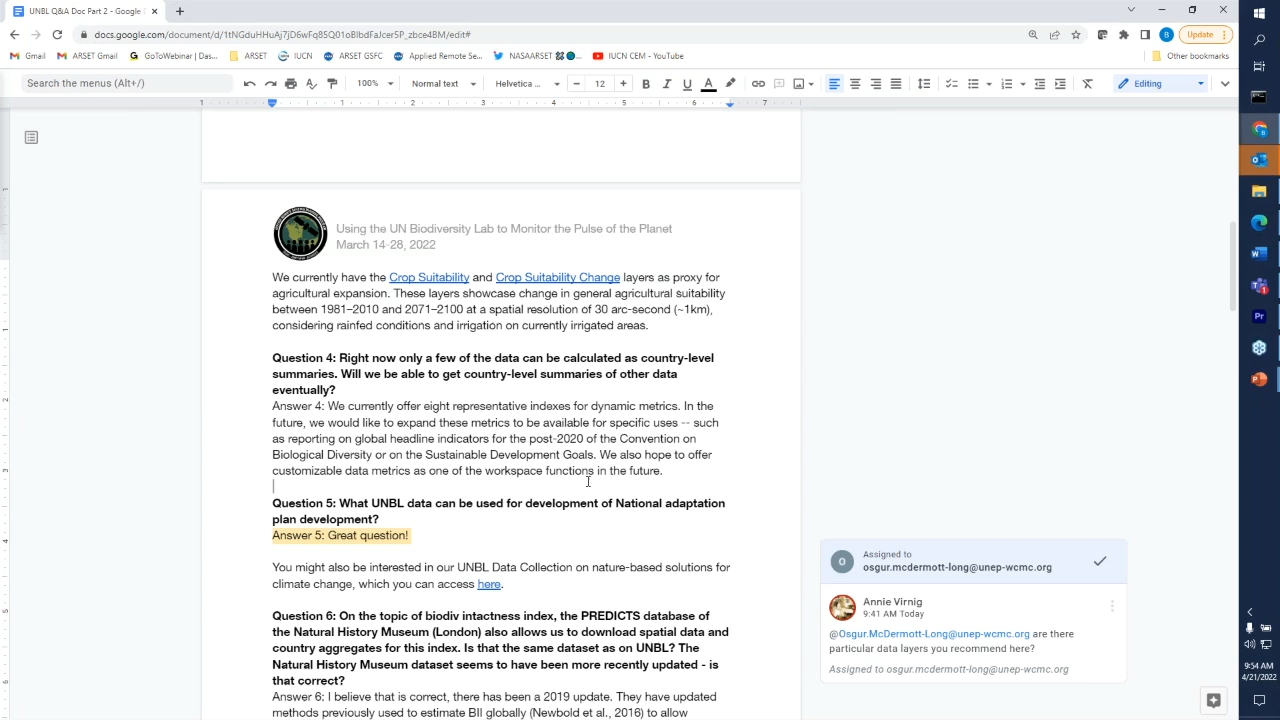 UNBL Q&A Doc Part 2 - Google
docs.google.com/document/d/1tNGduHHuAj7jD6wFq85Q01oBIbdFaJcer5P_zbce48M/edit#
Update
Gmail
ARSET Gmail
GoToWebinar | Das...
ARSET
IUCN
ARSET GSFC
Applied Remote Se...
NASAARSET
IUCN CEM - YouTube
Other bookmarks
Search the menus (Alt+/)
100%
Normal text
Helvetica ...
12
Editing
Using the UN Biodiversity Lab to Monitor the Pulse of the Planet
March 14-28, 2022
We currently have the Crop Suitability and Crop Suitability Change layers as proxy for
agricultural expansion. These layers showcase change in general agricultural suitability
between 1981–2010 and 2071–2100 at a spatial resolution of 30 arc-second (~1km),
considering rainfed conditions and irrigation on currently irrigated areas.
Question 4: Right now only a few of the data can be calculated as country-level
summaries. Will we be able to get country-level summaries of other data
eventually?
Answer 4: We currently offer eight representative indexes for dynamic metrics. In the
future, we would like to expand these metrics to be available for specific uses -- such
as reporting on global headline indicators for the post-2020 of the Convention on
Biological Diversity or on the Sustainable Development Goals. We also hope to offer
customizable data metrics as one of the workspace functions in the future.
Question 5: What UNBL data can be used for development of National adaptation
plan development?
Answer 5: Great question!
You might also be interested in our UNBL Data Collection on nature-based solutions for
climate change, which you can access here.
Question 6: On the topic of biodiv intactness index, the PREDICTS database of
the Natural History Museum (London) also allows us to download spatial data and
country aggregates for this index. Is that the same dataset as on UNBL? The
Natural History Museum dataset seems to have been more recently updated - is
that correct?
Answer 6: I believe that is correct, there has been a 2019 update. They have updated
methods previously used to estimate BII globally (Newbold et al., 2016) to allow
Assigned to
osgur.mcdermott-long@unep-wcmc.org
Annie Virnig
9:41 AM Today
@Osgur.McDermott-Long@unep-wcmc.org are there
particular data layers you recommend here?
Assigned to osgur.mcdermott-long@unep-wcmc.org
9:54 AM
4/21/2022